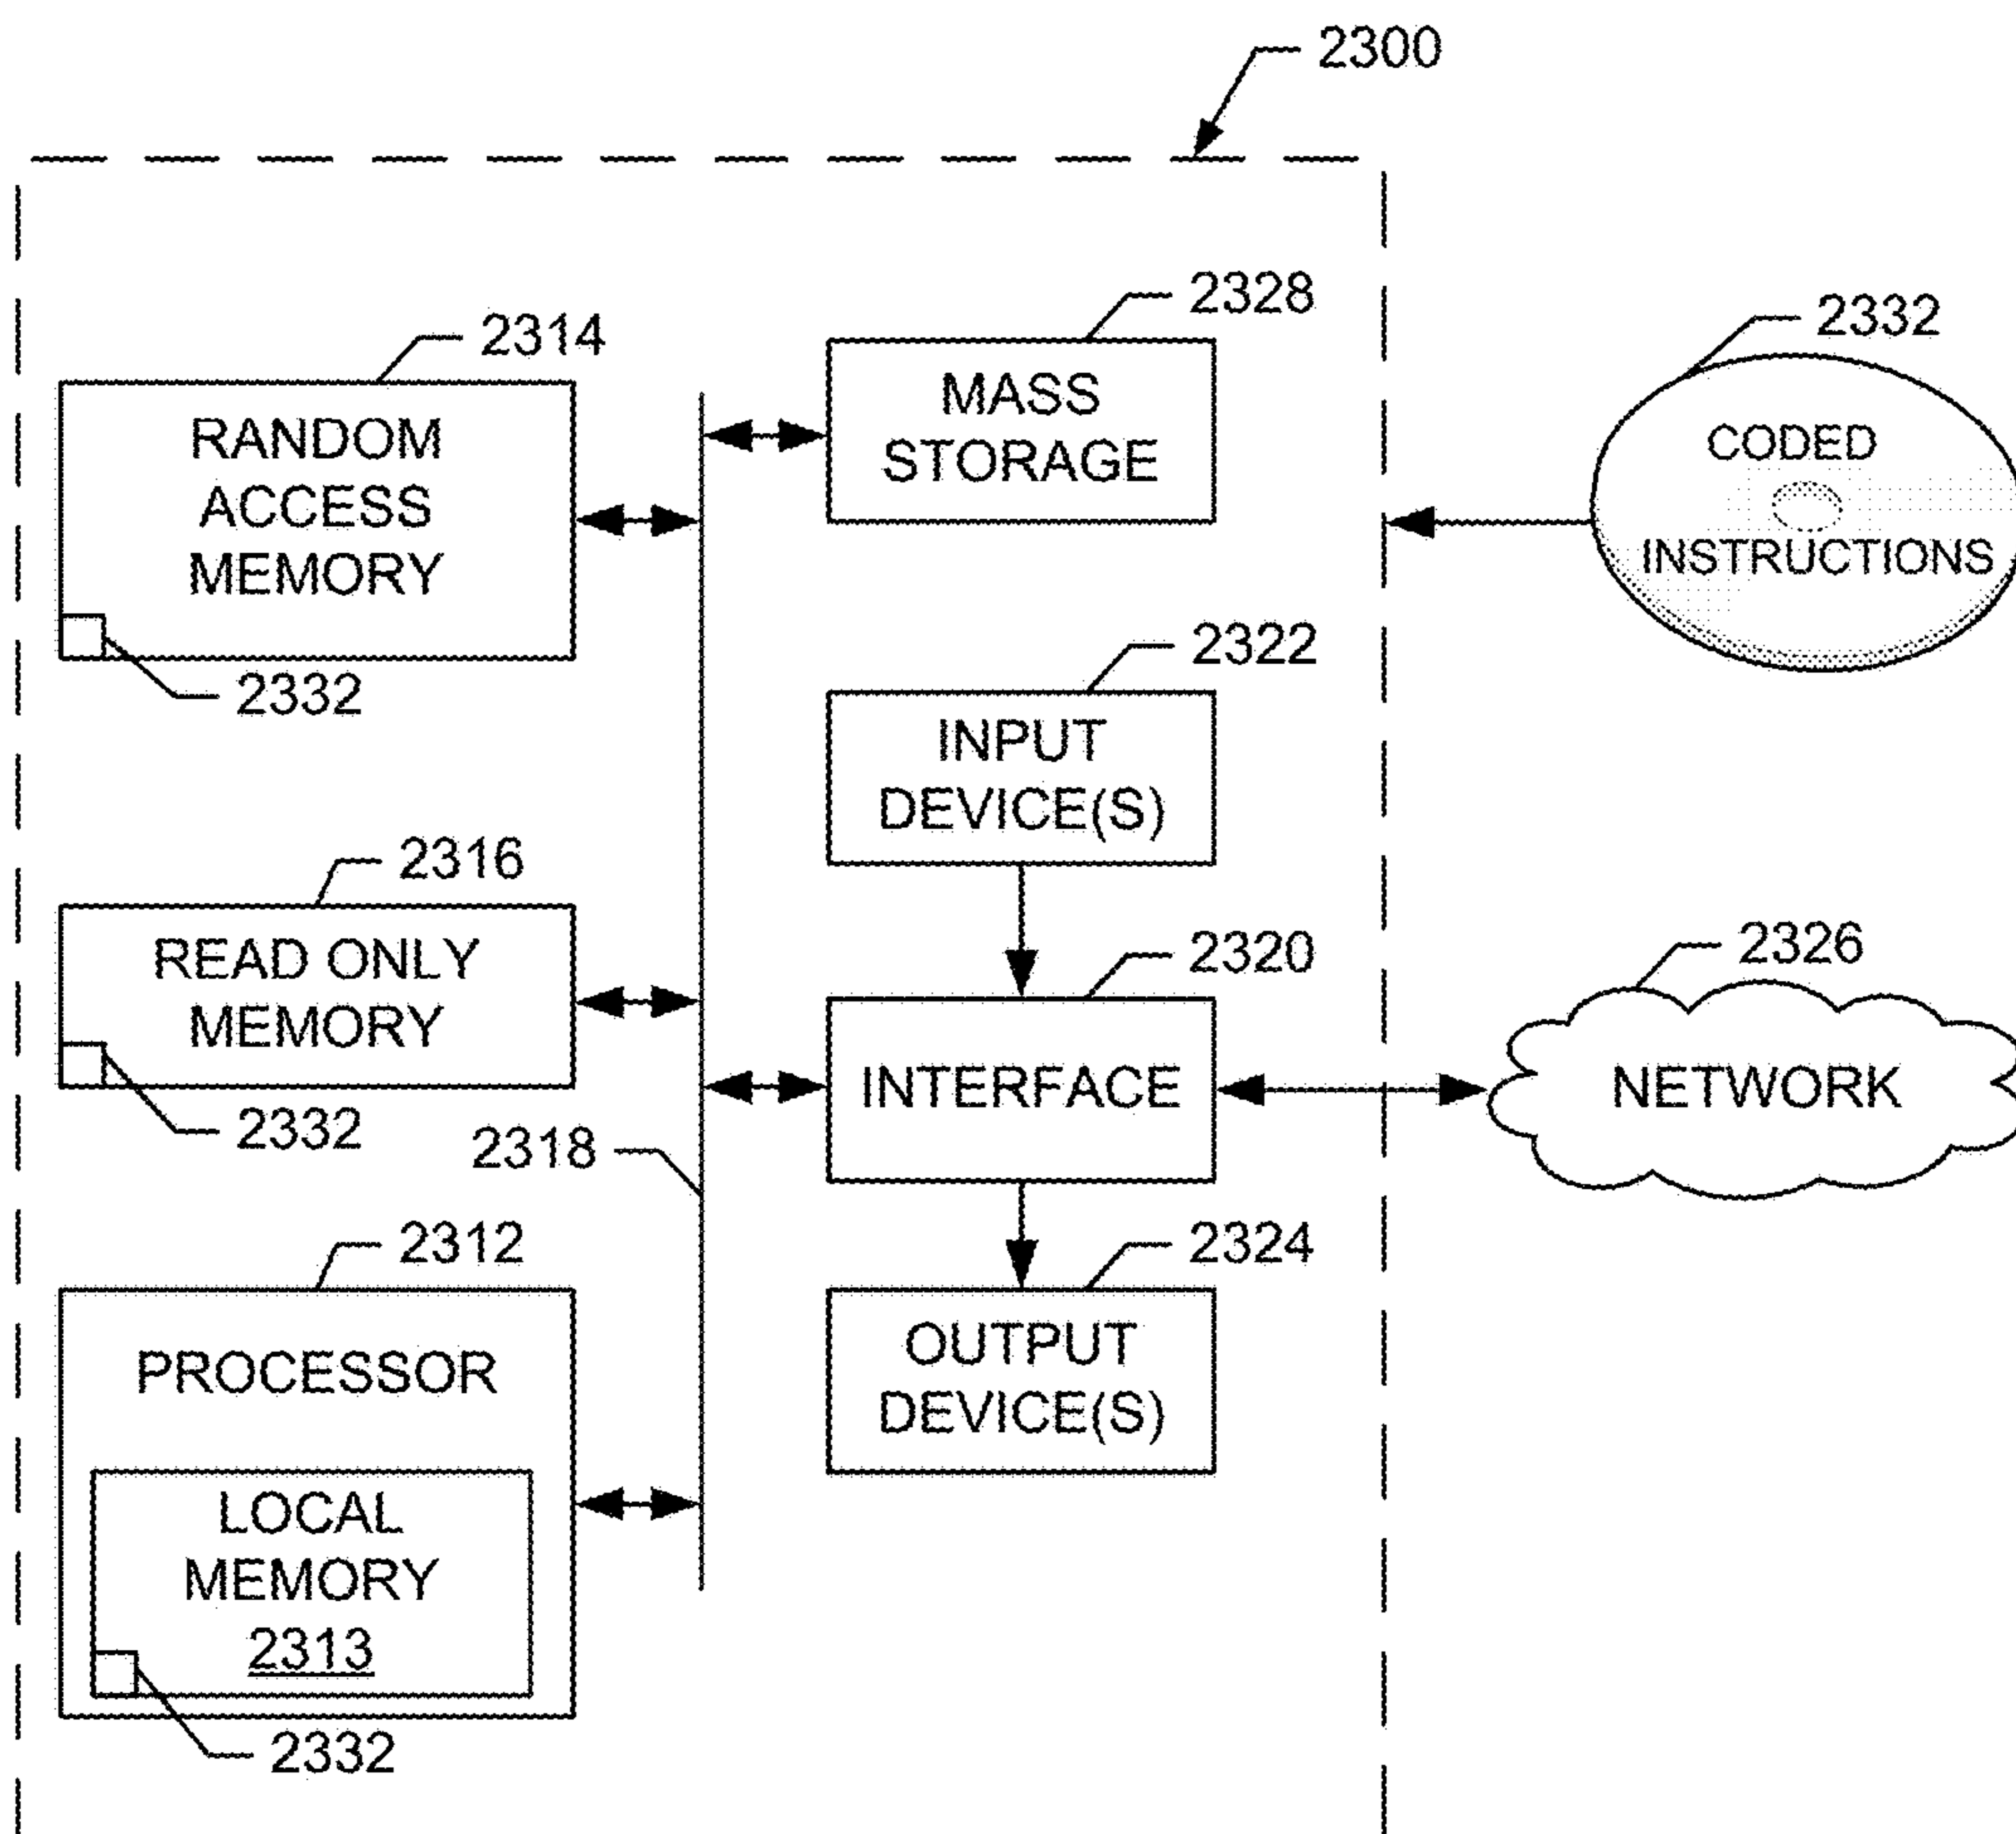 2300
2328
2314
2332
MASS
STORAGE
RANDOM
ACCESS
MEMORY
CODED
INSTRUCTIONS
2332
2322
INPUT
DEVICE(S)
2316
READ ONLY
MEMORY
2332
2320
2326
INTERFACE
NETWORK
2318
2312
2324
PROCESSOR
OUTPUT
DEVICE(S)
LOCAL
MEMORY
2313
2332